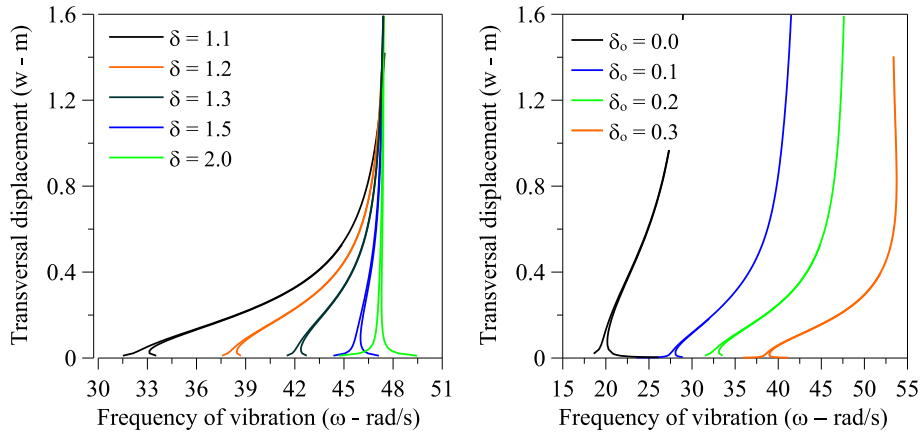 1.6
1.2
0.8
0.4
0
Transversal displacement (w - m)
δ = 1.1
δ = 1.2
δ = 1.3
δ = 1.5
δ = 2.0
30 33 36 39 42 45 48 51
Frequency of vibration (ω - rad/s)
1.6
1.2
0.8
0.4
0
Transversal displacement (w - m)
δₒ = 0.0
δₒ = 0.1
δₒ = 0.2
δₒ = 0.3
15 20 25 30 35 40 45 50 55
Frequency of vibration (ω – rad/s)